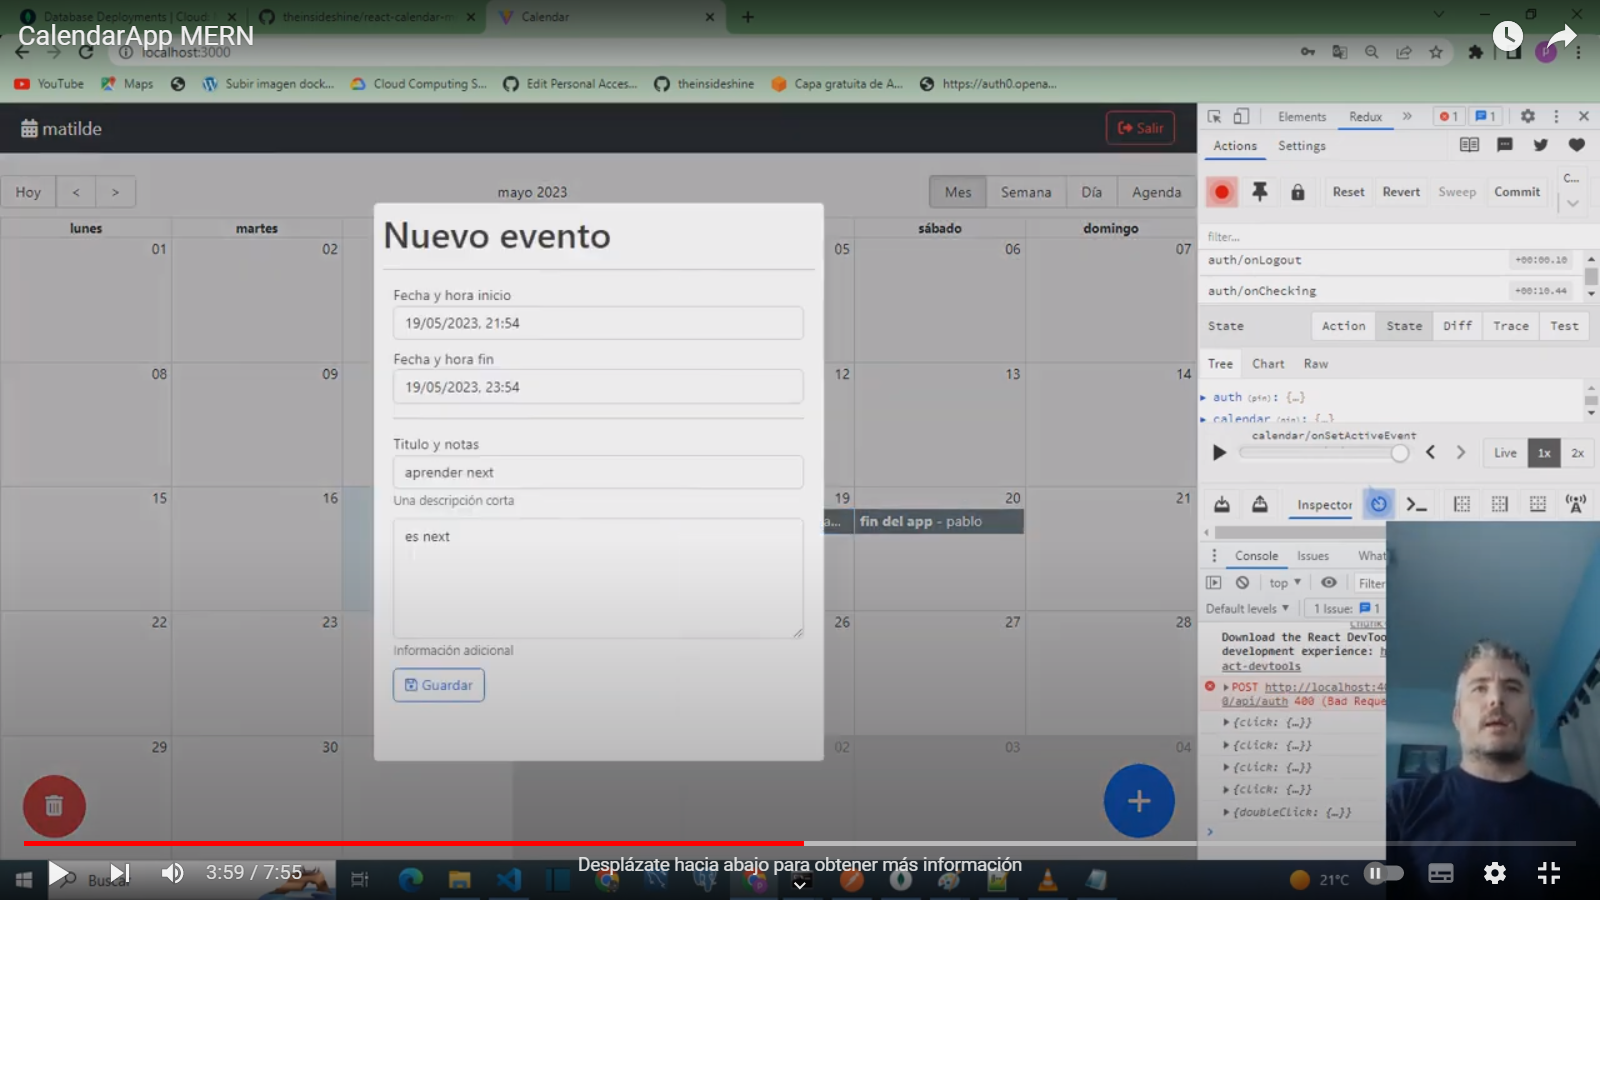 Database Deployments | Cloud:
theinsideshine/react-calendar-m
Calendar
CalendarApp MERN
localhost:3000
YouTube
Maps
Subir imagen dock...
Cloud Computing S...
Edit Personal Acces...
theinsideshine
Capa gratuita de A...
https://auth0.opena...
matilde
Salir
Hoy
<
>
mayo 2023
Mes
Semana
Día
Agenda
lunes
martes
sábado
domingo
01
02
05
06
07
08
09
12
13
14
15
16
19
20
21
a...
fin del app - pablo
22
23
26
27
28
29
30
02
03
04
Nuevo evento
Fecha y hora inicio
19/05/2023, 21:54
Fecha y hora fin
19/05/2023, 23:54
Titulo y notas
aprender next
Una descripción corta
es next
Información adicional
Guardar
Elements
Redux
1
1
Actions
Settings
Reset
Revert
Sweep
Commit
C...
filter...
auth/onLogout
+00:00.10
auth/onChecking
+00:10.44
State
Action
State
Diff
Trace
Test
Tree
Chart
Raw
auth (pin): {…}
calendar (pin): {…}
calendar/onSetActiveEvent
Live
1x
2x
Inspector
Console
Issues
What
top
Filter
Default levels
1 Issue:
1
Download the React DevToo
development experience: h
act-devtools
POST http://localhost:40
0/api/auth 400 (Bad Reque
{click: {…}}
{click: {…}}
{click: {…}}
{click: {…}}
{doubleClick: {…}}
3:59 / 7:55
Desplázate hacia abajo para obtener más información
Buscar
21°C